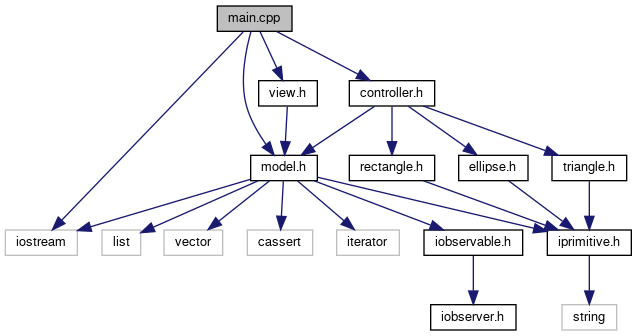 main.cpp
view.h
controller.h
model.h
rectangle.h
ellipse.h
triangle.h
iostream
list
vector
cassert
iterator
iobservable.h
iprimitive.h
iobserver.h
string